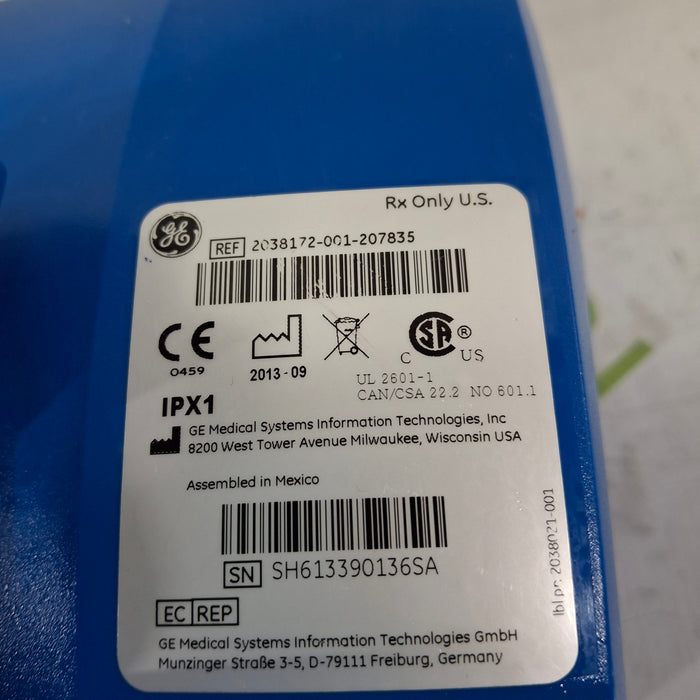 Rx Only U.S.
GE
REF 2038172-001-207835
CE
0459
2013-09
SA ®
C US
UL 2601-1
CAN/CSA 22.2 NO 601.1
IPX1
GE Medical Systems Information Technologies, Inc
8200 West Tower Avenue Milwaukee, Wisconsin USA
Assembled in Mexico
SN SH613390136SA
lbl pn 2038021-001
EC REP
GE Medical Systems Information Technologies GmbH
Munzinger Straße 3-5, D-79111 Freiburg, Germany